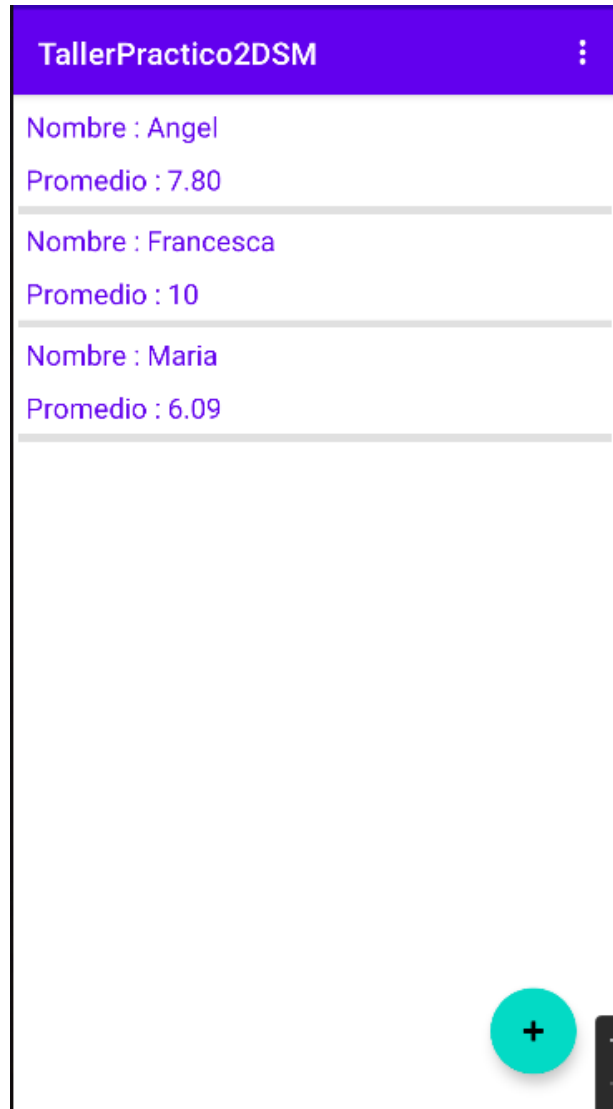 TallerPractico2DSM
Nombre : Angel
Promedio : 7.80
Nombre : Francesca
Promedio : 10
Nombre : Maria
Promedio : 6.09
+